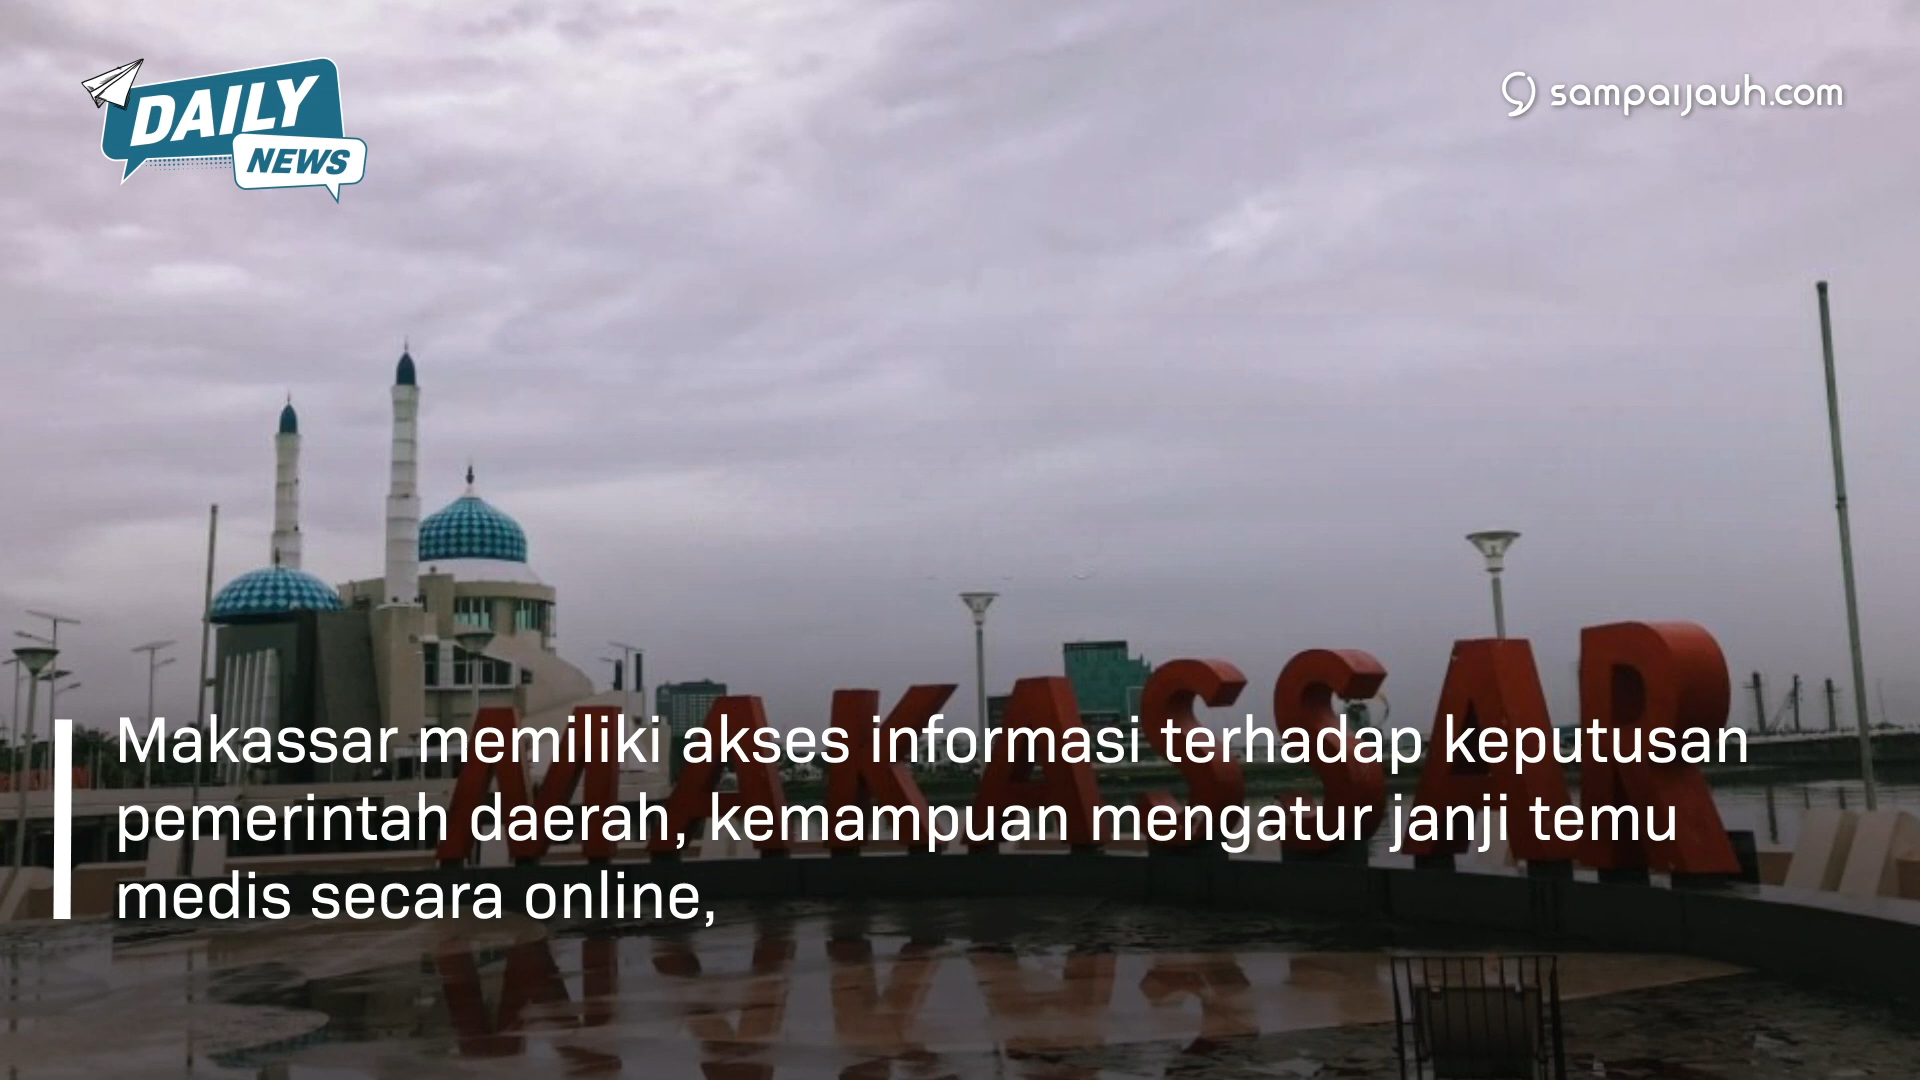 DAILY
NEWS
sampaijauh.com
MAKASSAR
Makassar memiliki akses informasi terhadap keputusan
pemerintah daerah, kemampuan mengatur janji temu
medis secara online,